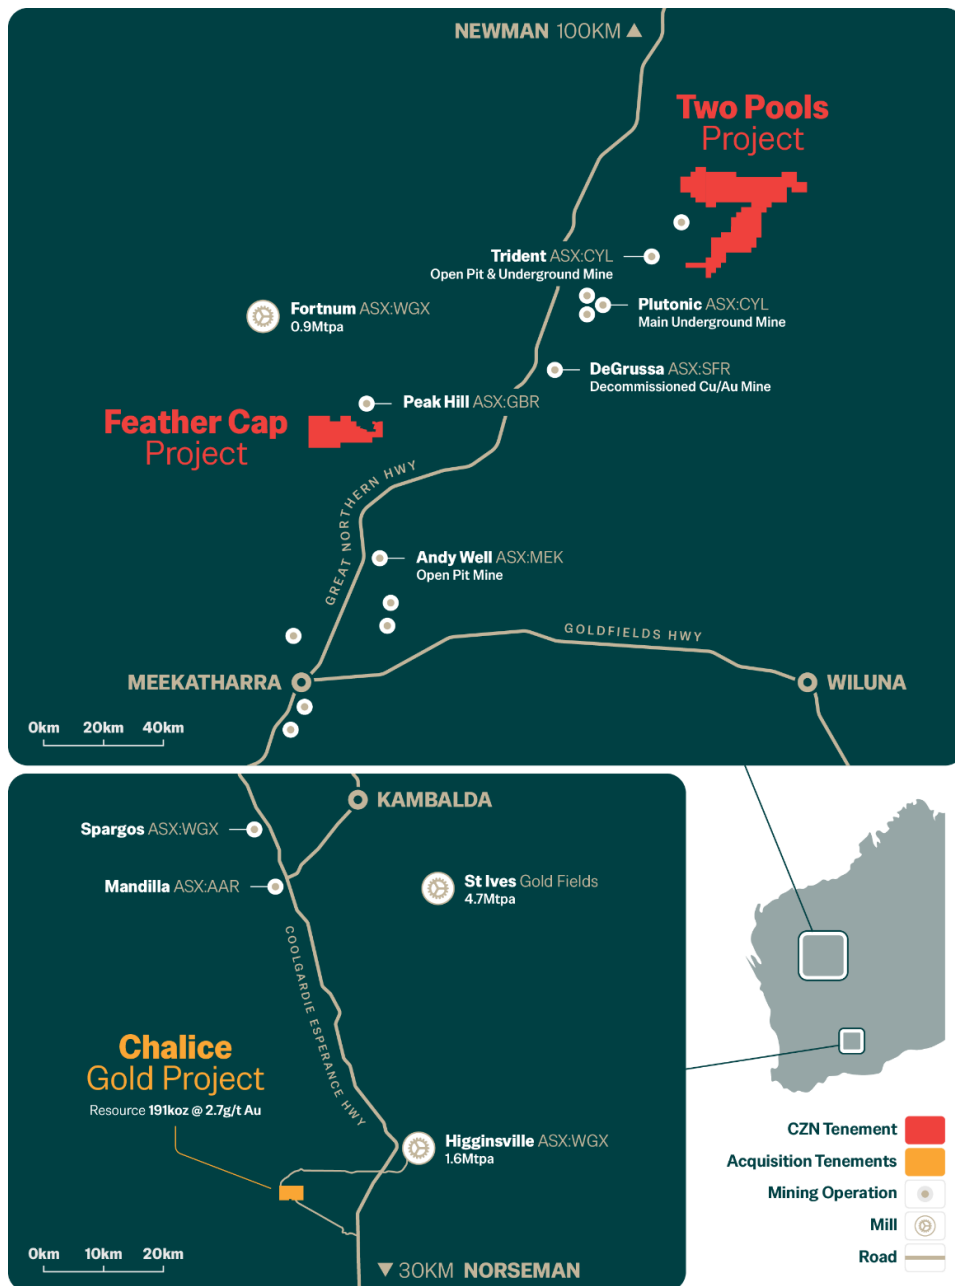 NEWMAN 100KM ▲
Two Pools
Project
Trident ASX:CYL
Open Pit & Underground Mine
Fortnum ASX:WGX
0.9Mtpa
Plutonic ASX:CYL
Main Underground Mine
DeGrussa ASX:SFR
Decommissioned Cu/Au Mine
Peak Hill ASX:GBR
Feather Cap
Project
GREAT NORTHERN HWY
Andy Well ASX:MEK
Open Pit Mine
GOLDFIELDS HWY
MEEKATHARRA
WILUNA
0km 20km 40km
KAMBALDA
Spargos ASX:WGX
Mandilla ASX:AAR
St Ives Gold Fields
4.7Mtpa
COOLGARDIE ESPERANCE HWY
Chalice
Gold Project
Resource 191koz @ 2.7g/t Au
Higginsville ASX:WGX
1.6Mtpa
0km 10km 20km
▼ 30KM NORSEMAN
CZN Tenement
Acquisition Tenements
Mining Operation
Mill
Road